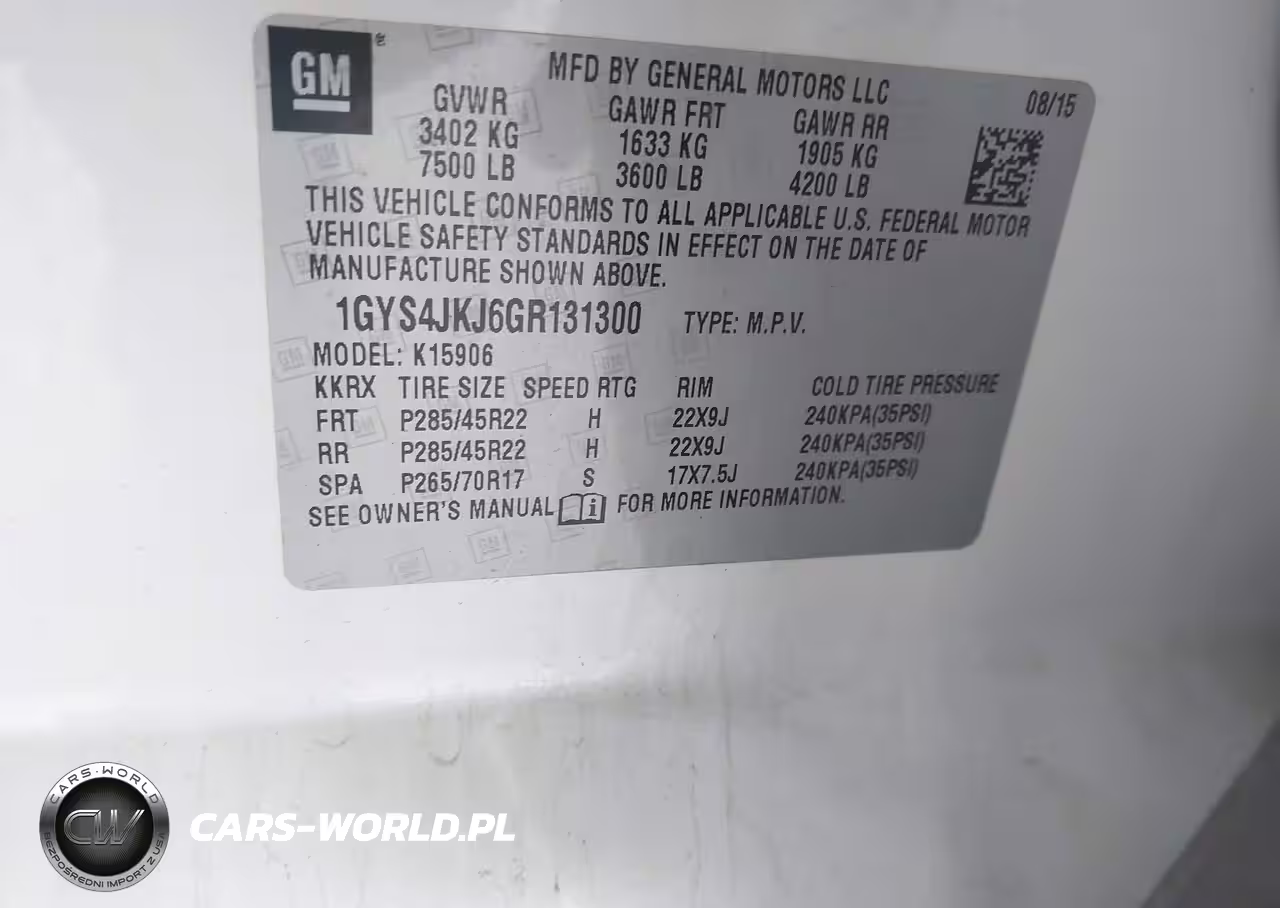 GM
®
MFD BY GENERAL MOTORS LLC
08/15
GVWR GAWR FRT GAWR RR
3402 KG 1633 KG 1905 KG
7500 LB 3600 LB 4200 LB
THIS VEHICLE CONFORMS TO ALL APPLICABLE U.S. FEDERAL MOTOR
VEHICLE SAFETY STANDARDS IN EFFECT ON THE DATE OF
MANUFACTURE SHOWN ABOVE.
1GYS4JKJ6GR131300 TYPE: M.P.V.
MODEL: K15906
KKRX TIRE SIZE SPEED RTG RIM COLD TIRE PRESSURE
FRT P285/45R22 H 22X9J 240KPA(35PSI)
RR P285/45R22 H 22X9J 240KPA(35PSI)
SPA P265/70R17 S 17X7.5J 240KPA(35PSI)
SEE OWNER'S MANUAL i FOR MORE INFORMATION.
CARS-WORLD
CW
BEZPOŚREDNI IMPORT Z USA
CARS-WORLD.PL